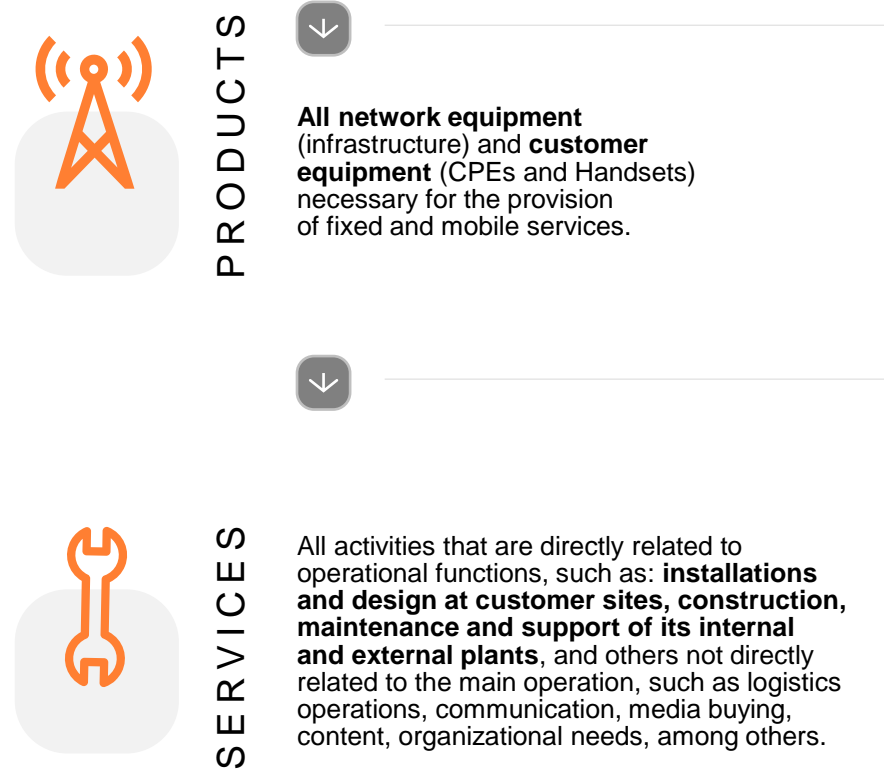 PRODUCTS
All network equipment
(infrastructure) and customer
equipment (CPEs and Handsets)
necessary for the provision
of fixed and mobile services.
SERVICES
All activities that are directly related to
operational functions, such as: installations
and design at customer sites, construction,
maintenance and support of its internal
and external plants, and others not directly
related to the main operation, such as logistics
operations, communication, media buying,
content, organizational needs, among others.